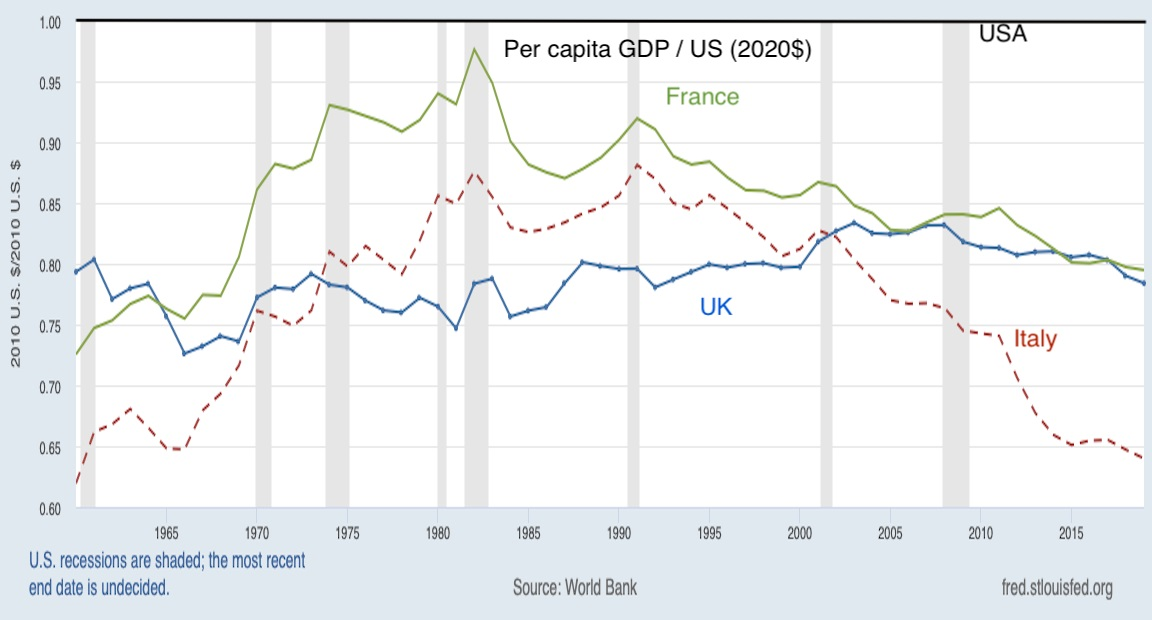 1.00
USA
Per capita GDP / US (2020$)
0.95
France
0.90
0.85
0.80
UK
0.75
Italy
0.70
0.65
0.60
2010 U.S. $/2010 U.S. $
1965 1970 1975 1980 1985 1990 1995 2000 2005 2010 2015
U.S. recessions are shaded; the most recent
end date is undecided.
Source: World Bank
fred.stlouisfed.org